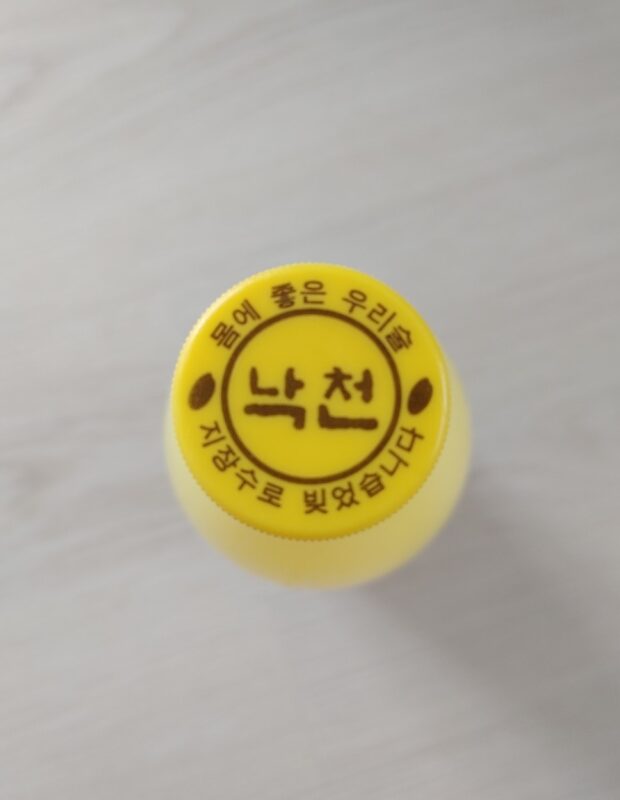 몸에 좋은 우리술
낙천
지장수로 빚었습니다